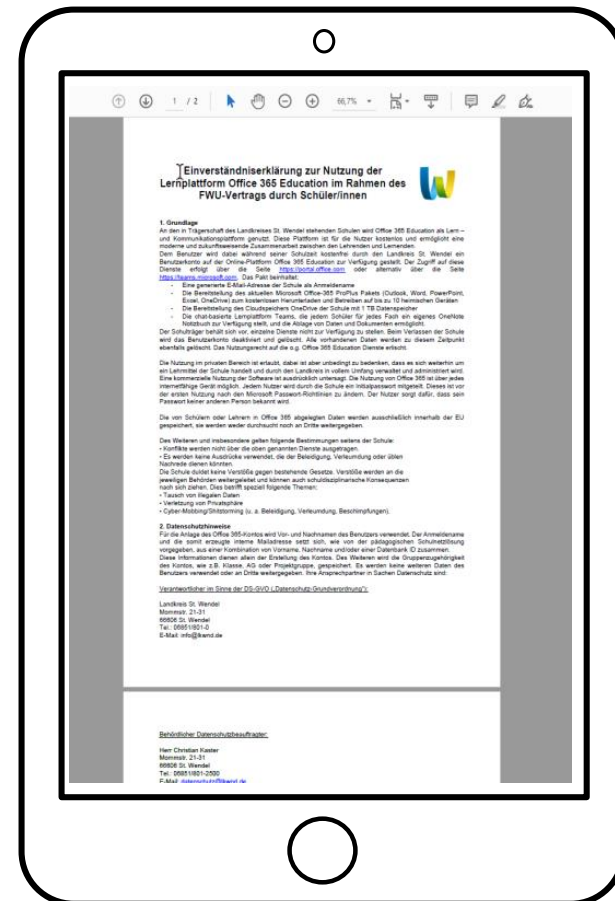 1 / 2
66,7%
Einverständniserklärung zur Nutzung der
Lernplattform Office 365 Education im Rahmen des
FWU-Vertrags durch Schüler/innen
1. Grundlage
An den in Trägerschaft des Landkreises St. Wendel stehenden Schulen wird Office 365 Education als Lern –
und Kommunikationsplattform genutzt. Diese Plattform ist für die Nutzer kostenlos und ermöglicht eine
moderne und zukunftsweisende Zusammenarbeit zwischen den Lehrenden und Lernenden.
Dem Benutzer wird dabei während seiner Schulzeit kostenfrei durch den Landkreis St. Wendel ein
Benutzerkonto auf der Online-Plattform Office 365 Education zur Verfügung gestellt. Der Zugriff auf diese
Dienste erfolgt über die Seite https://portal.office.com oder alternativ über die Seite
https://teams.microsoft.com. Das Pakt beinhaltet:
- Eine generierte E-Mail-Adresse der Schule als Anmeldename
- Die Bereitstellung des aktuellen Microsoft Office-365 ProPlus Pakets (Outlook, Word, PowerPoint,
Excel, OneDrive) zum kostenlosen Herunterladen und Betreiben auf bis zu 10 heimischen Geräten
- Die Bereitstellung des Cloudspeichers OneDrive der Schule mit 1 TB Datenspeicher
- Die chat-basierte Lernplattform Teams, die jedem Schüler für jedes Fach ein eigenes OneNote
Notizbuch zur Verfügung stellt, und die Ablage von Daten und Dokumenten ermöglicht.
Der Schulträger behält sich vor, einzelne Dienste nicht zur Verfügung zu stellen. Beim Verlassen der Schule
wird das Benutzerkonto deaktiviert und gelöscht. Alle vorhandenen Daten werden zu diesem Zeitpunkt
ebenfalls gelöscht. Das Nutzungsrecht auf die o.g. Office 365 Education Dienste erlischt.
Die Nutzung im privaten Bereich ist erlaubt, dabei ist aber unbedingt zu bedenken, dass es sich weiterhin um
ein Lehrmittel der Schule handelt und durch den Landkreis in vollem Umfang verwaltet und administriert wird.
Eine kommerzielle Nutzung der Software ist ausdrücklich untersagt. Die Nutzung von Office 365 ist über jedes
internetfähige Gerät möglich. Jedem Nutzer wird durch die Schule ein Initialpasswort mitgeteilt. Dieses ist vor
der ersten Nutzung nach den Microsoft Passwort-Richtlinien zu ändern. Der Nutzer sorgt dafür, dass sein
Passwort keiner anderen Person bekannt wird.
Die von Schülern oder Lehrern in Office 365 abgelegten Daten werden ausschließlich innerhalb der EU
gespeichert, sie werden weder durchsucht noch an Dritte weitergegeben.
Des Weiteren und insbesondere gelten folgende Bestimmungen seitens der Schule:
• Konflikte werden nicht über die oben genannten Dienste ausgetragen.
• Es werden keine Ausdrücke verwendet, die der Beleidigung, Verleumdung oder üblen
Nachrede dienen könnten.
Die Schule duldet keine Verstöße gegen bestehende Gesetze. Verstöße werden an die
jeweiligen Behörden weitergeleitet und können auch schuldisziplinarische Konsequenzen
nach sich ziehen. Dies betrifft speziell folgende Themen:
• Tausch von illegalen Daten
• Verletzung von Privatsphäre
• Cyber-Mobbing/Shitstorming (u. a. Beleidigung, Verleumdung, Beschimpfungen).
2. Datenschutzhinweise
Für die Anlage des Office 365-Kontos wird Vor- und Nachnamen des Benutzers verwendet. Der Anmeldename
und die somit erzeugte interne Mailadresse setzt sich, wie von der pädagogischen Schulnetzlösung
vorgegeben, aus einer Kombination von Vorname, Nachname und/oder einer Datenbank ID zusammen.
Diese Informationen dienen allein der Erstellung des Kontos. Des Weiteren wird die Gruppenzugehörigkeit
des Kontos, wie z.B. Klasse, AG oder Projektgruppe, gespeichert. Es werden keine weiteren Daten des
Benutzers verwendet oder an Dritte weitergegeben. Ihre Ansprechpartner in Sachen Datenschutz sind:
Verantwortlicher im Sinne der DS-GVO („Datenschutz-Grundverordnung"):
Landkreis St. Wendel
Mommstr. 21-31
66606 St. Wendel
Tel.: 06851/801-0
E-Mail: info@lkwnd.de
Behördlicher Datenschutzbeauftragter:
Herr Christian Kaster
Mommstr. 21-31
66606 St. Wendel
Tel.: 06851/801-2500
E-Mail: datenschutz@lkwnd.de